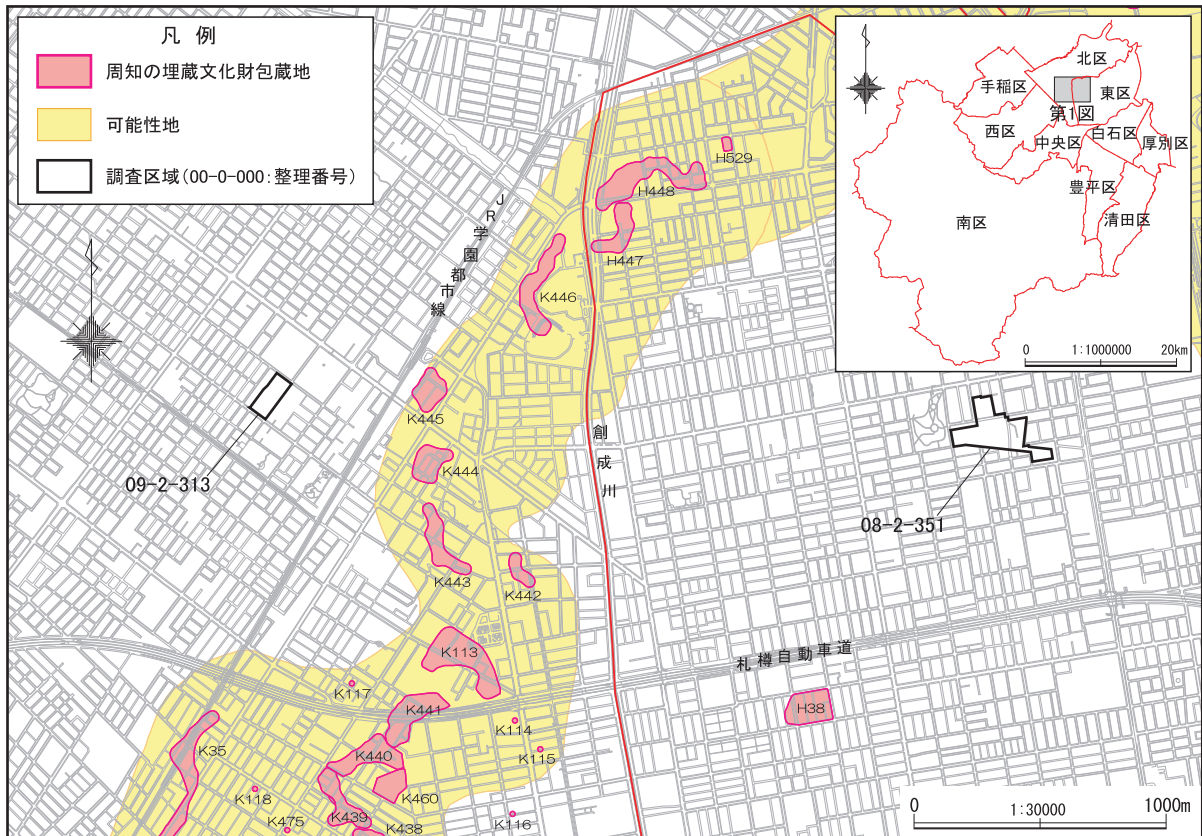 凡 例
周知の埋蔵文化財包蔵地
可能性地
調査区域(00-0-000:整理番号)
北区
手稲区
東区
第1図
西区
中央区
白石区
厚別区
豊平区
清田区
南区
0 1:1000000 20km
JR学園都市線
H529
H448
H447
K446
K445
K444
創成川
09-2-313
08-2-351
K443
K442
K113
札樽自動車道
K117
K441
K114
H38
K35
K440
K115
K118
K460
K439
K116
K475
K438
0 1:30000 1000m